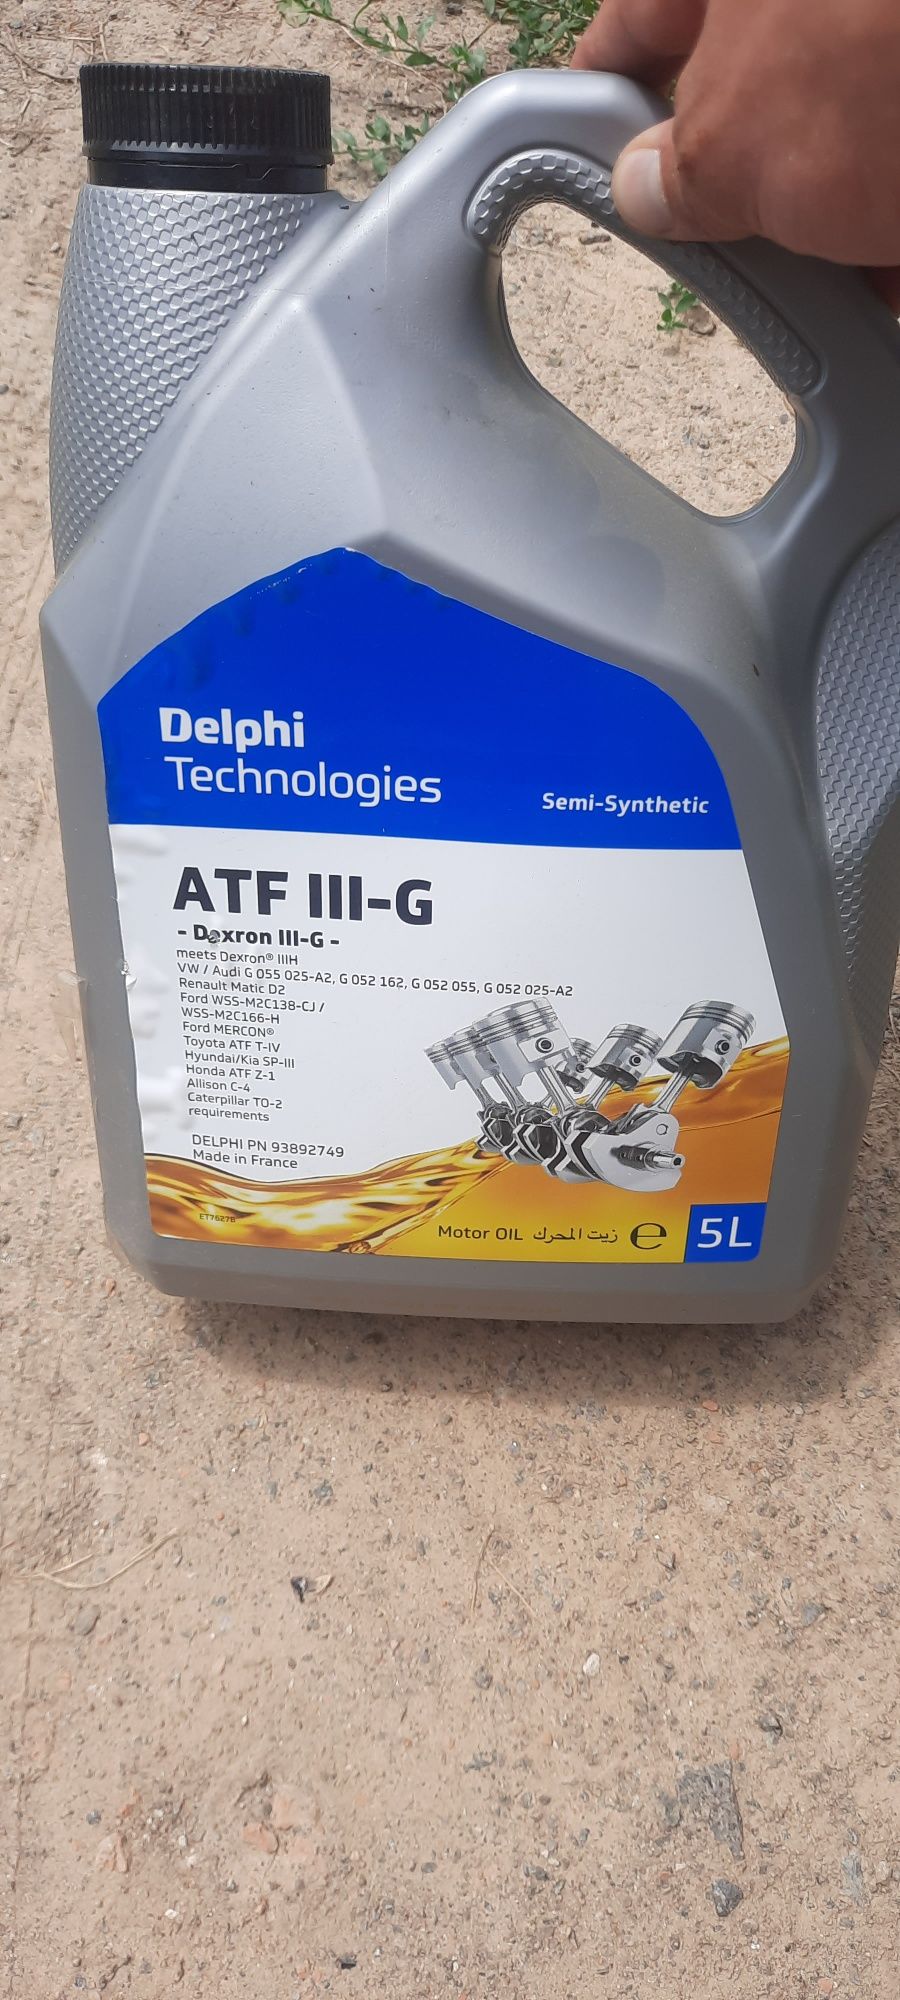 Delphi
Technologies
Semi-Synthetic
ATF III-G
- Dexron III-G -
meets Dexron® IIIH
VW / Audi G 055 025-A2, G 052 162, G 052 055, G 052 025-A2
Renault Matic D2
Ford WSS-M2C138-CJ /
WSS-M2C166-H
Ford MERCON®
Toyota ATF T-IV
Hyundai/Kia SP-III
Honda ATF Z-1
Allison C-4
Caterpillar TO-2
requirements
DELPHI PN 93892749
Made in France
ET7627B
Motor OIL زيت المحرك e
5L